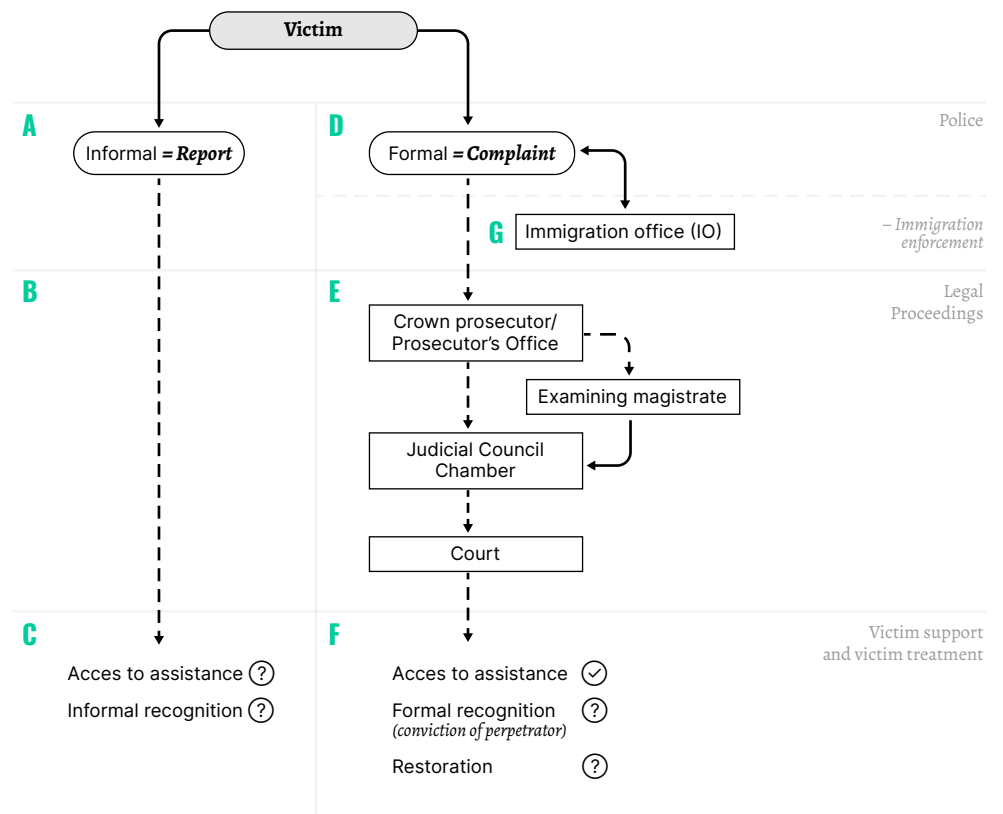 Victim
A
Informal = Report
D
Formal = Complaint
Police
G
Immigration office (IO)
– Immigration
enforcement
B
E
Legal
Proceedings
Crown prosecutor/
Prosecutor's Office
Examining magistrate
Judicial Council
Chamber
Court
C
Acces to assistance ?
Informal recognition ?
F
Victim support
and victim treatment
Acces to assistance ✓
Formal recognition ?
(conviction of perpetrator)
Restoration ?